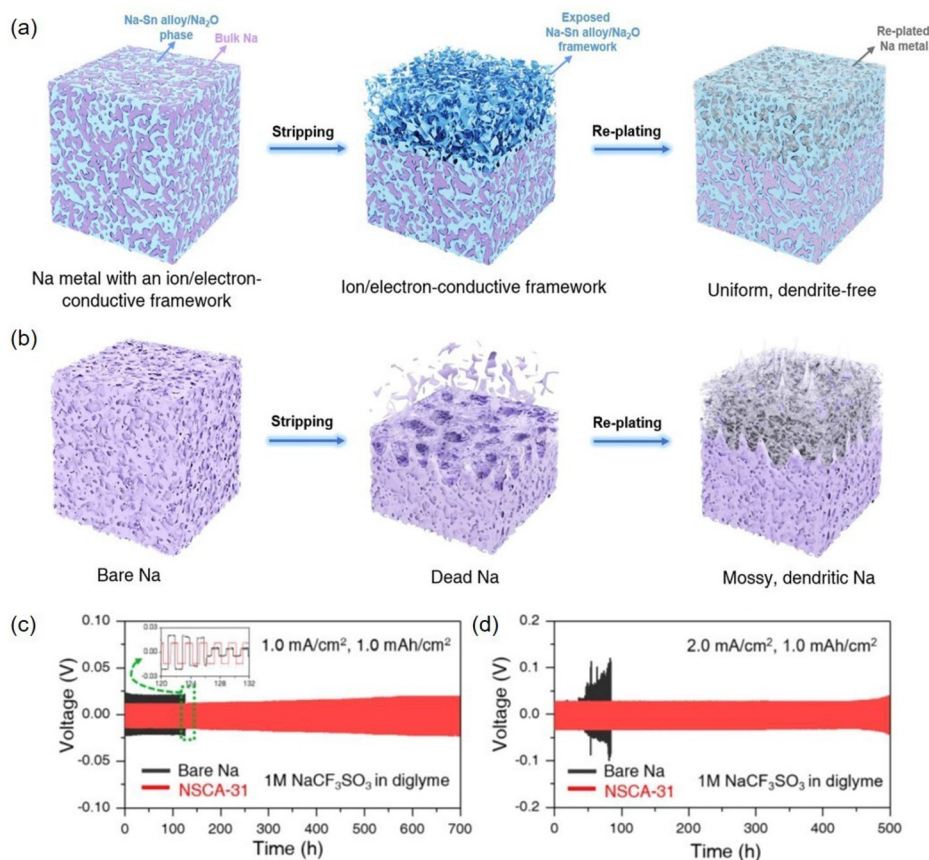 (a)
Na-Sn alloy/Na₂O
phase
Bulk Na
Exposed
Na-Sn alloy/Na₂O
framework
Re-plated
Na metal
Stripping
Re-plating
Na metal with an ion/electron-
conductive framework
Ion/electron-conductive framework
Uniform, dendrite-free
(b)
Stripping
Re-plating
Bare Na
Dead Na
Mossy, dendritic Na
(c)
0.10
0.05
0.00
-0.05
-0.10
Voltage (V)
0.03
0.00
-0.03
120 124 128 132
1.0 mA/cm², 1.0 mAh/cm²
Bare Na
NSCA-31
1M NaCF₃SO₃ in diglyme
0 100 200 300 400 500 600 700
Time (h)
(d)
0.2
0.1
0.0
-0.1
-0.2
Voltage (V)
2.0 mA/cm², 1.0 mAh/cm²
Bare Na
NSCA-31
1M NaCF₃SO₃ in diglyme
0 100 200 300 400 500
Time (h)